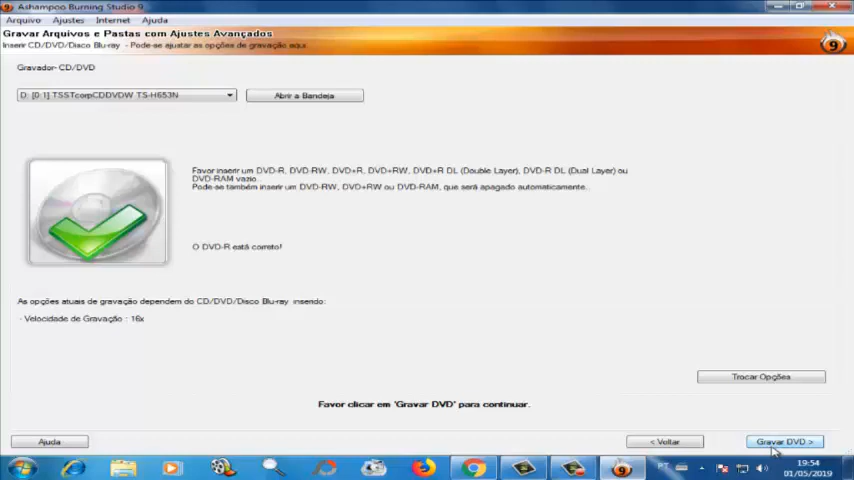 Ashampoo Burning Studio 9
Arquivo Ajustes Internet Ajuda
Gravar Arquivos e Pastas com Ajustes Avançados
Inserir CD/DVD/Disco Blu-ray - Pode-se ajustar as opções de gravação aqui.
9
Gravador- CD/DVD
D: [0:1] TSSTcorpCDDVDW TS-H653N
Abrir a Bandeja
Favor inserir um DVD-R, DVD-RW, DVD+R, DVD+RW, DVD+R DL (Double Layer), DVD-R DL (Dual Layer) ou
DVD-RAM vazio.
Pode-se também inserir um DVD-RW, DVD+RW ou DVD-RAM, que será apagado automaticamente.
O DVD-R está correto!
As opções atuais de gravação dependem do CD/DVD/Disco Blu-ray inserido:
- Velocidade de Gravação : 16x
Trocar Opções
Favor clicar em 'Gravar DVD' para continuar.
Ajuda
< Voltar
Gravar DVD >
PT
19:54
01/05/2019